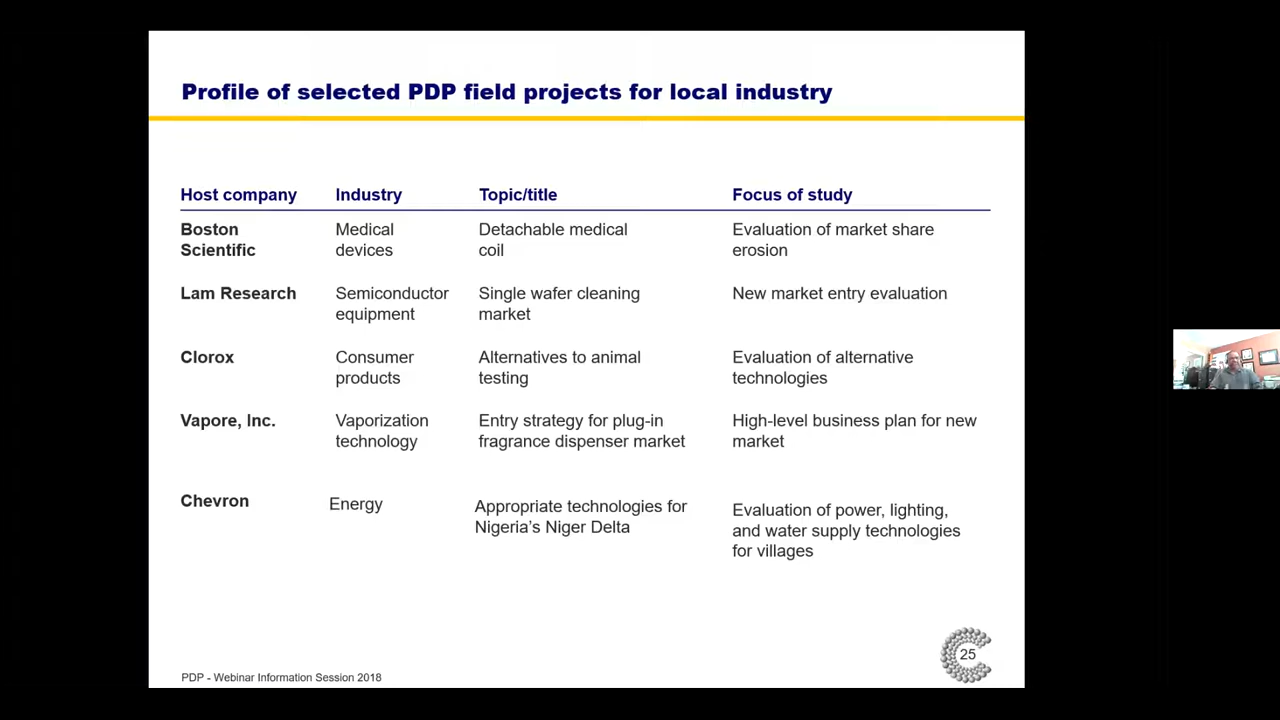 Profile of selected PDP field projects for local industry
Host company Industry Topic/title Focus of study
Boston Medical Detachable medical Evaluation of market share
Scientific devices coil erosion
Lam Research Semiconductor Single wafer cleaning New market entry evaluation
equipment market
Clorox Consumer Alternatives to animal Evaluation of alternative
products testing technologies
Vapore, Inc. Vaporization Entry strategy for plug-in High-level business plan for new
technology fragrance dispenser market market
Chevron Energy Appropriate technologies for Evaluation of power, lighting,
Nigeria’s Niger Delta and water supply technologies
for villages
25
PDP - Webinar Information Session 2018